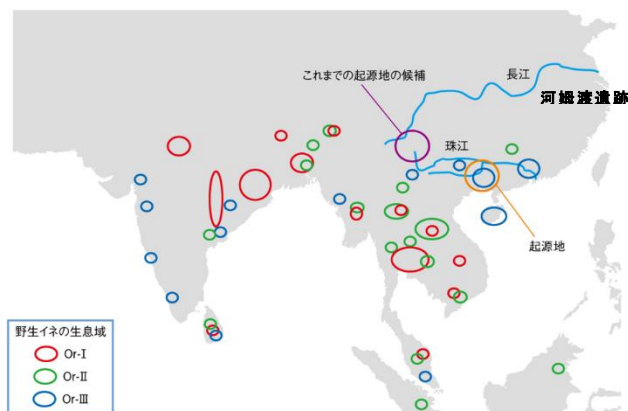 これまでの起源地の候補
長江
河姆渡遺跡
珠江
起源地
野生イネの生息域
Or-I
Or-II
Or-III